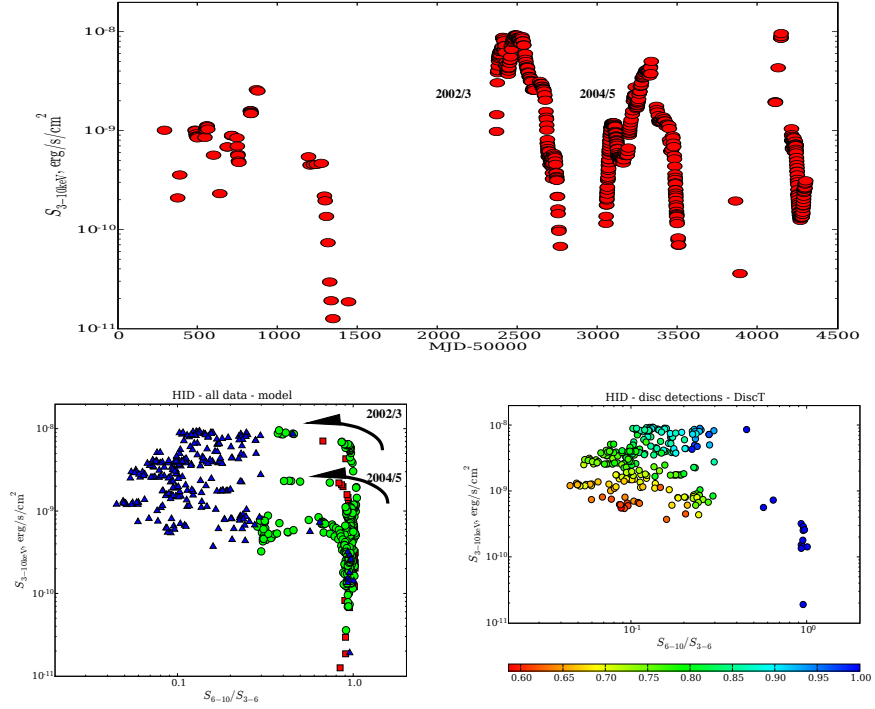 10⁻⁸
10⁻⁹
10⁻¹⁰
10⁻¹¹
S₃₋₁₀ₖₑV, erg/s/cm²
2002/3
2004/5
0 500 1000 1500 2000 2500 3000 3500 4000 4500
MJD-50000
HID - all data - model
10⁻⁸
10⁻⁹
10⁻¹⁰
10⁻¹¹
S₃₋₁₀ₖₑV, erg/s/cm²
2002/3
2004/5
0.1 1.0
S₆₋₁₀/S₃₋₆
HID - disc detections - DiscT
10⁻⁸
10⁻⁹
10⁻¹⁰
10⁻¹¹
S₃₋₁₀ₖₑV, erg/s/cm²
10⁻¹ 10⁰
S₆₋₁₀/S₃₋₆
0.60 0.65 0.70 0.75 0.80 0.85 0.90 0.95 1.00